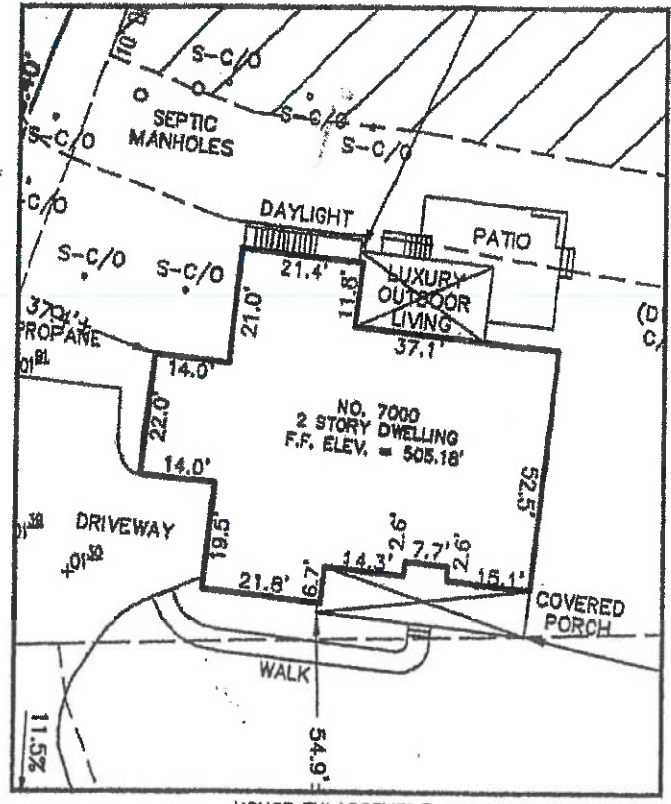 10'B
S-C/O
SEPTIC
MANHOLES
S-C/O
S-C/O
S-C/O
C/O
DAYLIGHT
PATIO
S-C/O
S-C/O
21.4'
11.8'
LUXURY
OUTDOOR
LIVING
21.0'
370'±
PROPANE
14.0'
37.1'
(D
C/
NO. 7000
2 STORY DWELLING
F.F. ELEV. = 505.18'
22.0'
14.0'
52.5'
DRIVEWAY
19.5'
21.8'
6.7'
14.3'
2.6'
7.7'
2.6'
15.1'
COVERED
PORCH
WALK
54.9'
11.5%